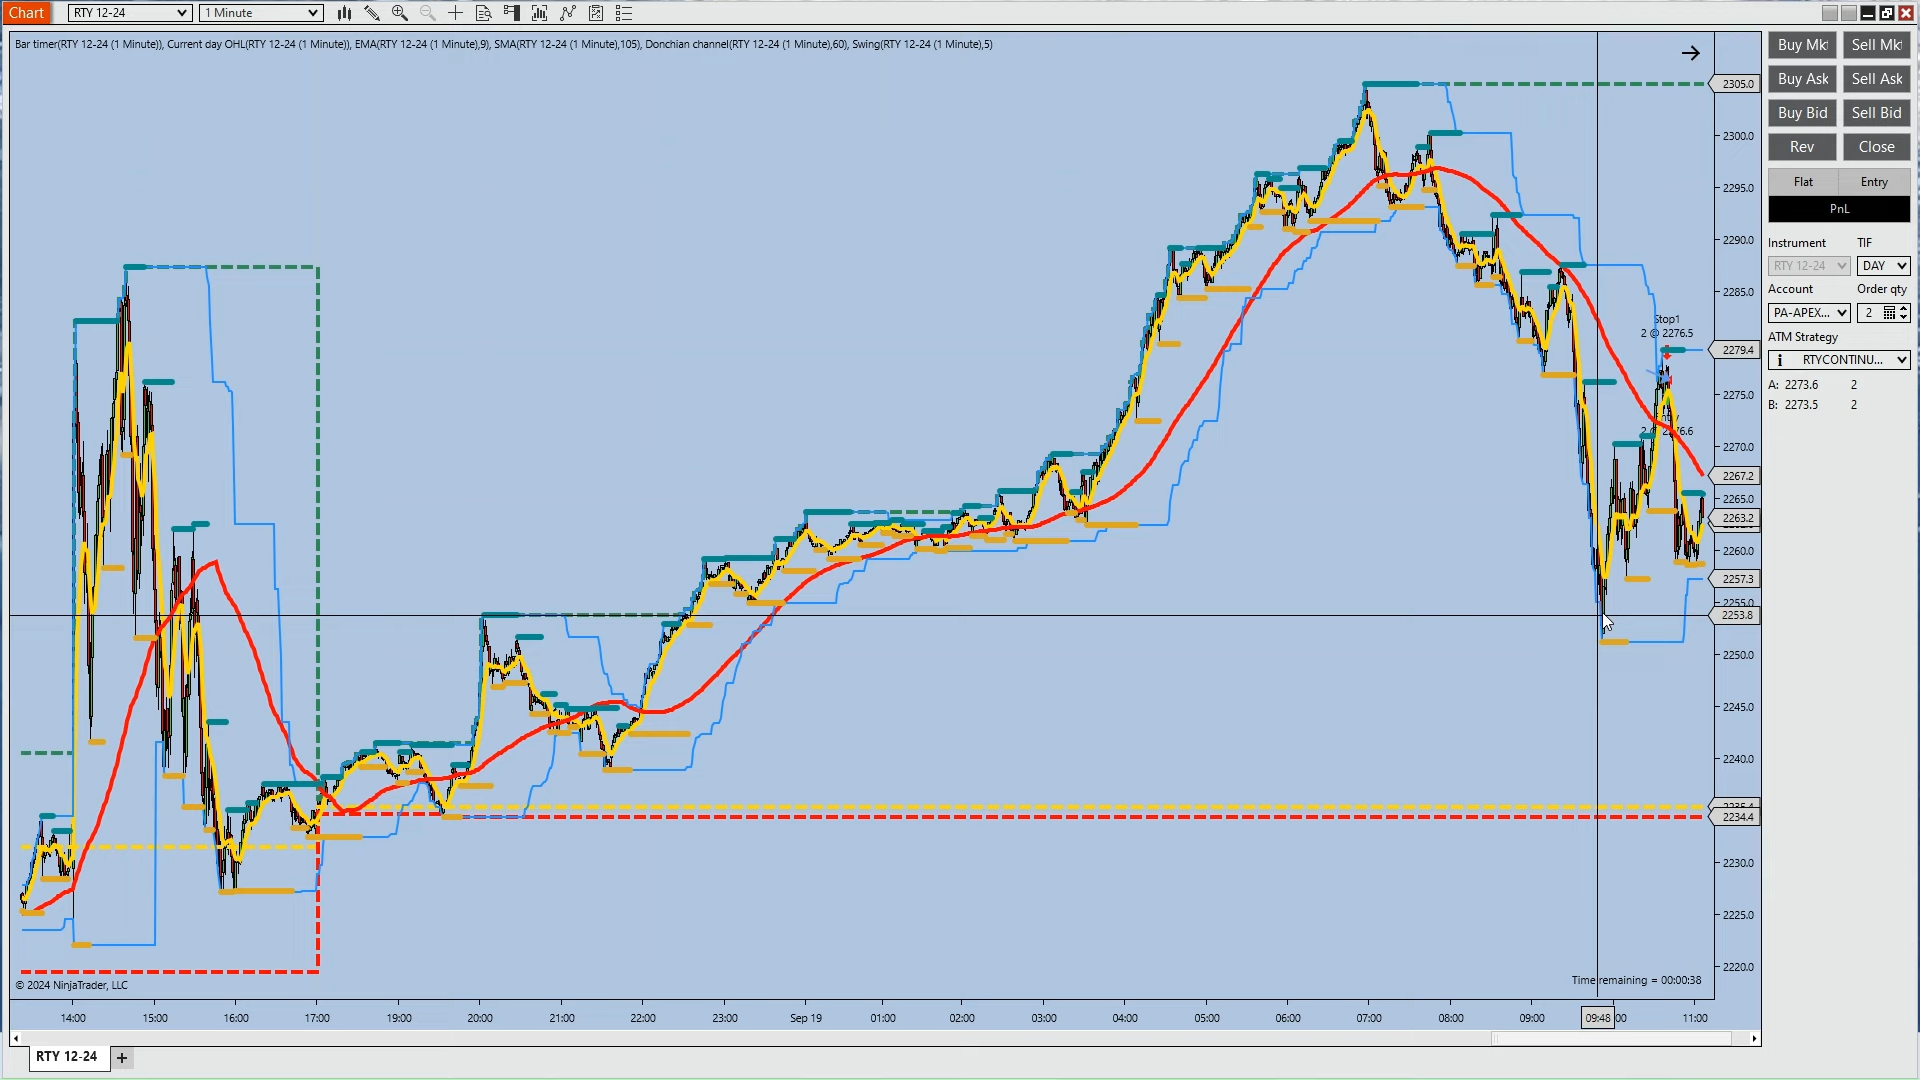 Chart
RTY 12-24
1 Minute
Bar timer(RTY 12-24 (1 Minute)), Current day OHL(RTY 12-24 (1 Minute)), EMA(RTY 12-24 (1 Minute),9), SMA(RTY 12-24 (1 Minute),105), Donchian channel(RTY 12-24 (1 Minute),60), Swing(RTY 12-24 (1 Minute),5)
2305.0
2300.0
2295.0
2290.0
2285.0
2279.4
2275.0
2270.0
2267.2
2265.0
2263.2
2260.0
2257.3
2255.0
2253.8
2250.0
2245.0
2240.0
2234.4
2230.0
2225.0
2220.0
Stop1
2 @ 2276.5
© 2024 NinjaTrader, LLC
Time remaining = 00:00:38
14:00
15:00
16:00
17:00
19:00
20:00
21:00
22:00
23:00
Sep 19
01:00
02:00
03:00
04:00
05:00
06:00
07:00
08:00
09:00
09:48
11:00
RTY 12-24
+
Buy Mkt Sell Mkt
Buy Ask Sell Ask
Buy Bid Sell Bid
Rev Close
Flat Entry
PnL
Instrument TIF
RTY 12-24 DAY
Account Order qty
PA-APEX... 2
ATM Strategy
RTYCONTINU...
A: 2273.6 2
B: 2273.5 2